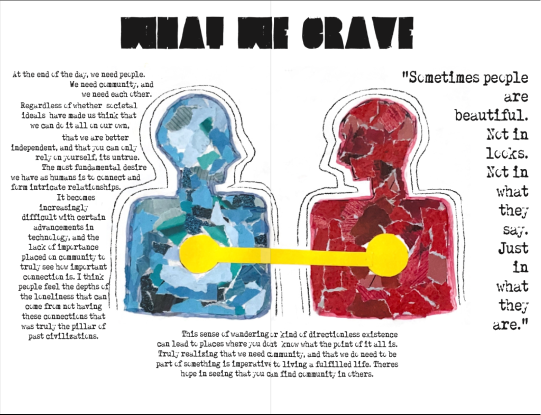 WHAT WE CRAVE
At the end of the day, we need people.
We need community, and
we need each other.
Regardless of whether societal
ideals have made us think that
we can do it all on our own,
that we are better
independent, and that you can only
rely on yourself, its untrue.
The most fundamental desire
we have as humans is to connect and
form intricate relationships.
It becomes
increasingly
difficult with certain
advancements in
technology, and the
lack of importance
placed on community to
truly see how important
connection is. I think
people feel the depths of
the loneliness that can
come from not having
these connections that
was truly the pillar of
past civilizations.
"Sometimes people
are
beautiful.
Not in
looks.
Not in
what
they
say.
Just
in
what
they
are."
This sense of wandering or kind of directionless existence
can lead to places where you dont know what the point of it all is.
Truly realizing that we need community, and that we do need to be
part of something is imperative to living a fulfilled life. Theres
hope in seeing that you can find community in others.